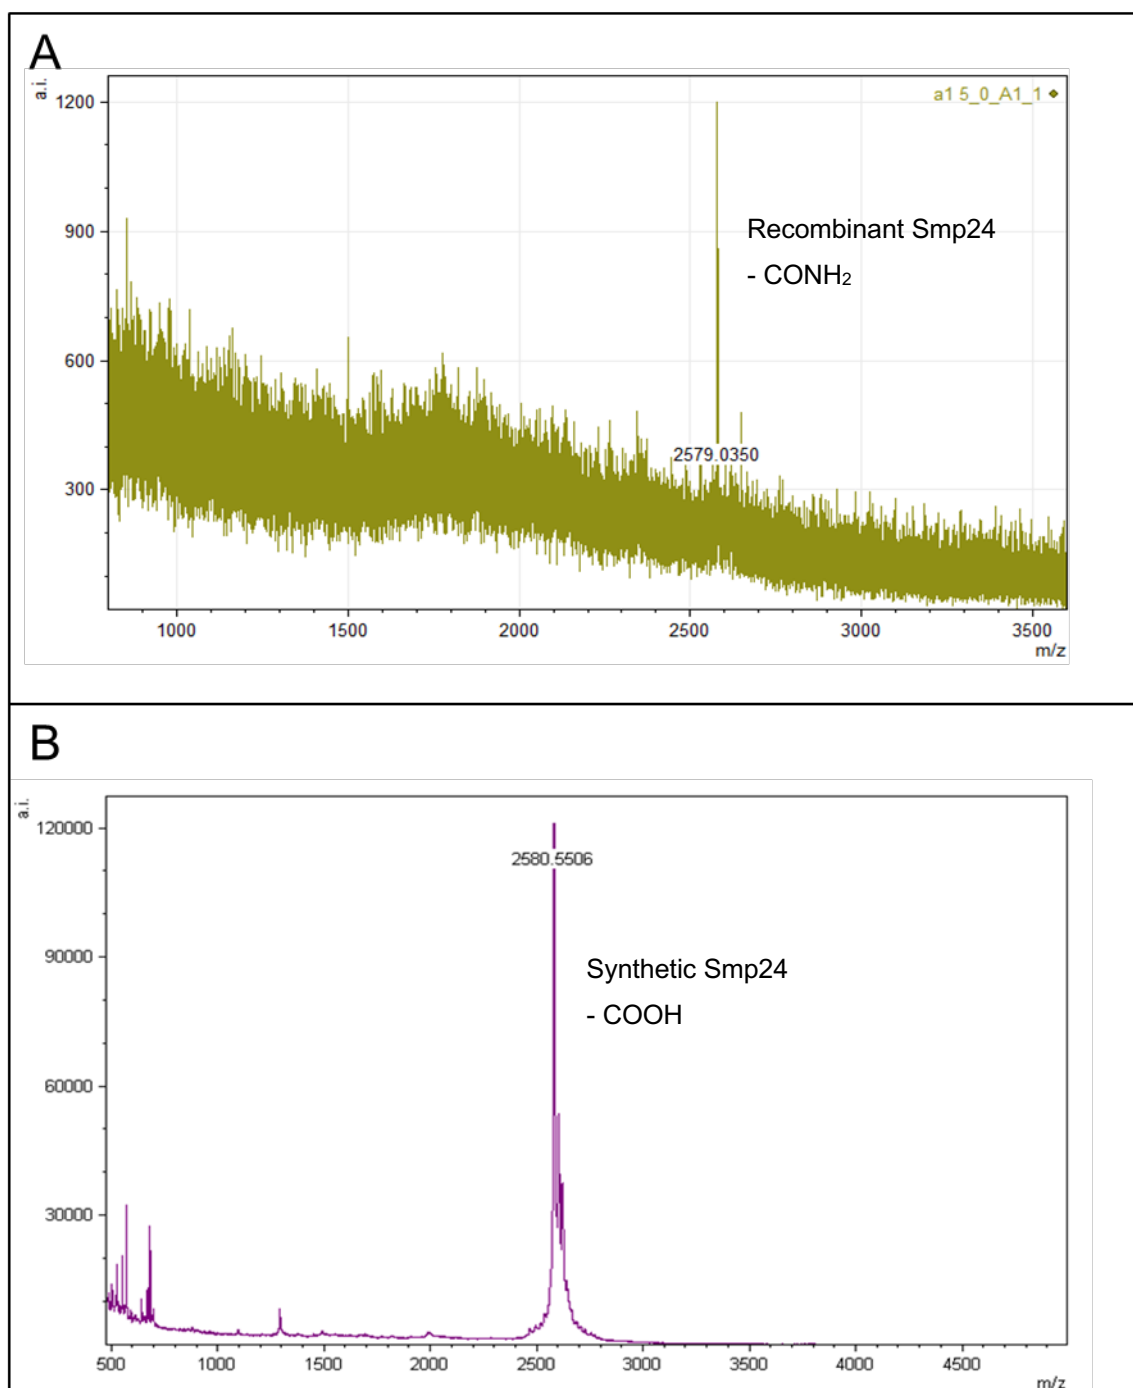 A
a.i.
1200
a1 5_0_A1_1
900
Recombinant Smp24
- CONH₂
600
2579.0350
300
1000 1500 2000 2500 3000 3500
m/z
B
a.i.
120000
2580.5506
90000
Synthetic Smp24
- COOH
60000
30000
500 1000 1500 2000 2500 3000 3500 4000 4500
m/z